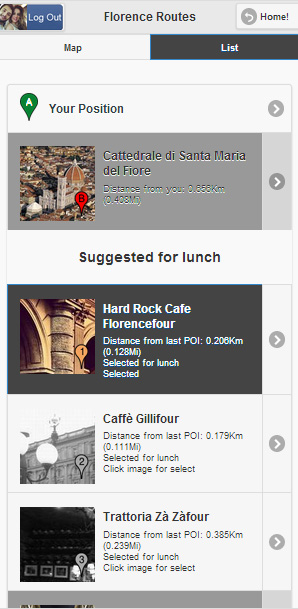 Log Out
Florence Routes
Home!
Map
List
A
Your Position
Cattedrale di Santa Maria
del Fiore
Distance from you: 0.656Km
(0.408Mi)
B
Suggested for lunch
Hard Rock Cafe
Florencefour
Distance from last POI: 0.206Km
(0.128Mi)
Selected for lunch
Selected
1
Caffè Gillifour
Distance from last POI: 0.179Km
(0.111Mi)
Selected for lunch
Click image for select
2
Trattoria Zà Zàfour
Distance from last POI: 0.385Km
(0.239Mi)
Selected for lunch
Click image for select
3